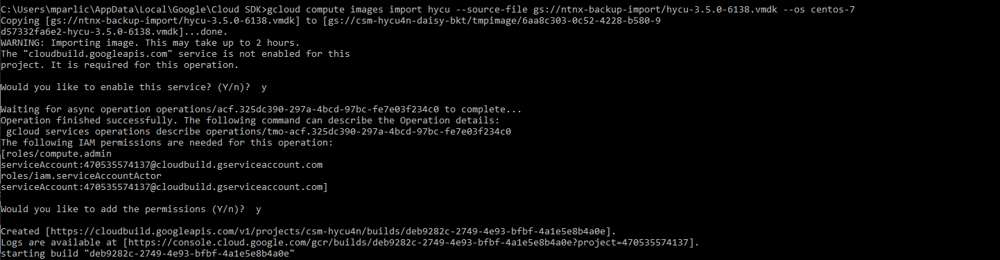 C:\Users\mparlic\AppData\Local\Google\Cloud SDK>gcloud compute images import hycu --source-file gs://ntnx-backup-import/hycu-3.5.0-6138.vmdk --os centos-7
Copying [gs://ntnx-backup-import/hycu-3.5.0-6138.vmdk] to [gs://csm-hycu4n-daisy-bkt/tmpimage/6aa8c303-0c52-4228-b580-9
d57332fa6e2-hycu-3.5.0-6138.vmdk]...done.
WARNING: Importing image. This may take up to 2 hours.
The "cloudbuild.googleapis.com" service is not enabled for this
project. It is required for this operation.
Would you like to enable this service? (Y/n)?  y
Waiting for async operation operations/acf.325dc390-297a-4bcd-97bc-fe7e03f234c0 to complete...
Operation finished successfully. The following command can describe the Operation details:
 gcloud services operations describe operations/tmo-acf.325dc390-297a-4bcd-97bc-fe7e03f234c0
The following IAM permissions are needed for this operation:
[roles/compute.admin
serviceAccount:470535574137@cloudbuild.gserviceaccount.com
roles/iam.serviceAccountActor
serviceAccount:470535574137@cloudbuild.gserviceaccount.com]
Would you like to add the permissions (Y/n)?  y
Created [https://cloudbuild.googleapis.com/v1/projects/csm-hycu4n/builds/deb9282c-2749-4e93-bfbf-4a1e5e8b4a0e].
Logs are available at [https://console.cloud.google.com/gcr/builds/deb9282c-2749-4e93-bfbf-4a1e5e8b4a0e?project=470535574137].
starting build "deb9282c-2749-4e93-bfbf-4a1e5e8b4a0e"